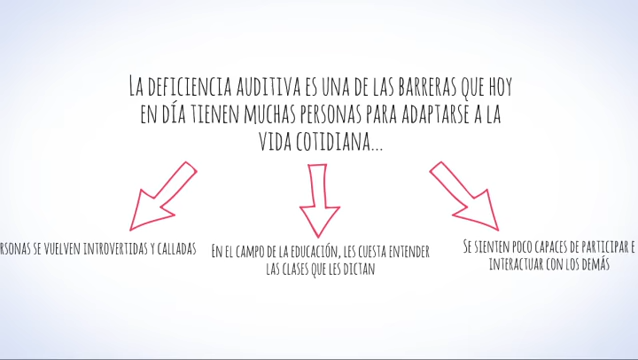 La deficiencia auditiva es una de las barreras que hoy
en día tienen muchas personas para adaptarse a la
vida cotidiana...
se vuelven introvertidas y calladas
En el campo de la educación, les cuesta entender
las clases que les dictan
Se sienten poco capaces de participar e
interactuar con los demás